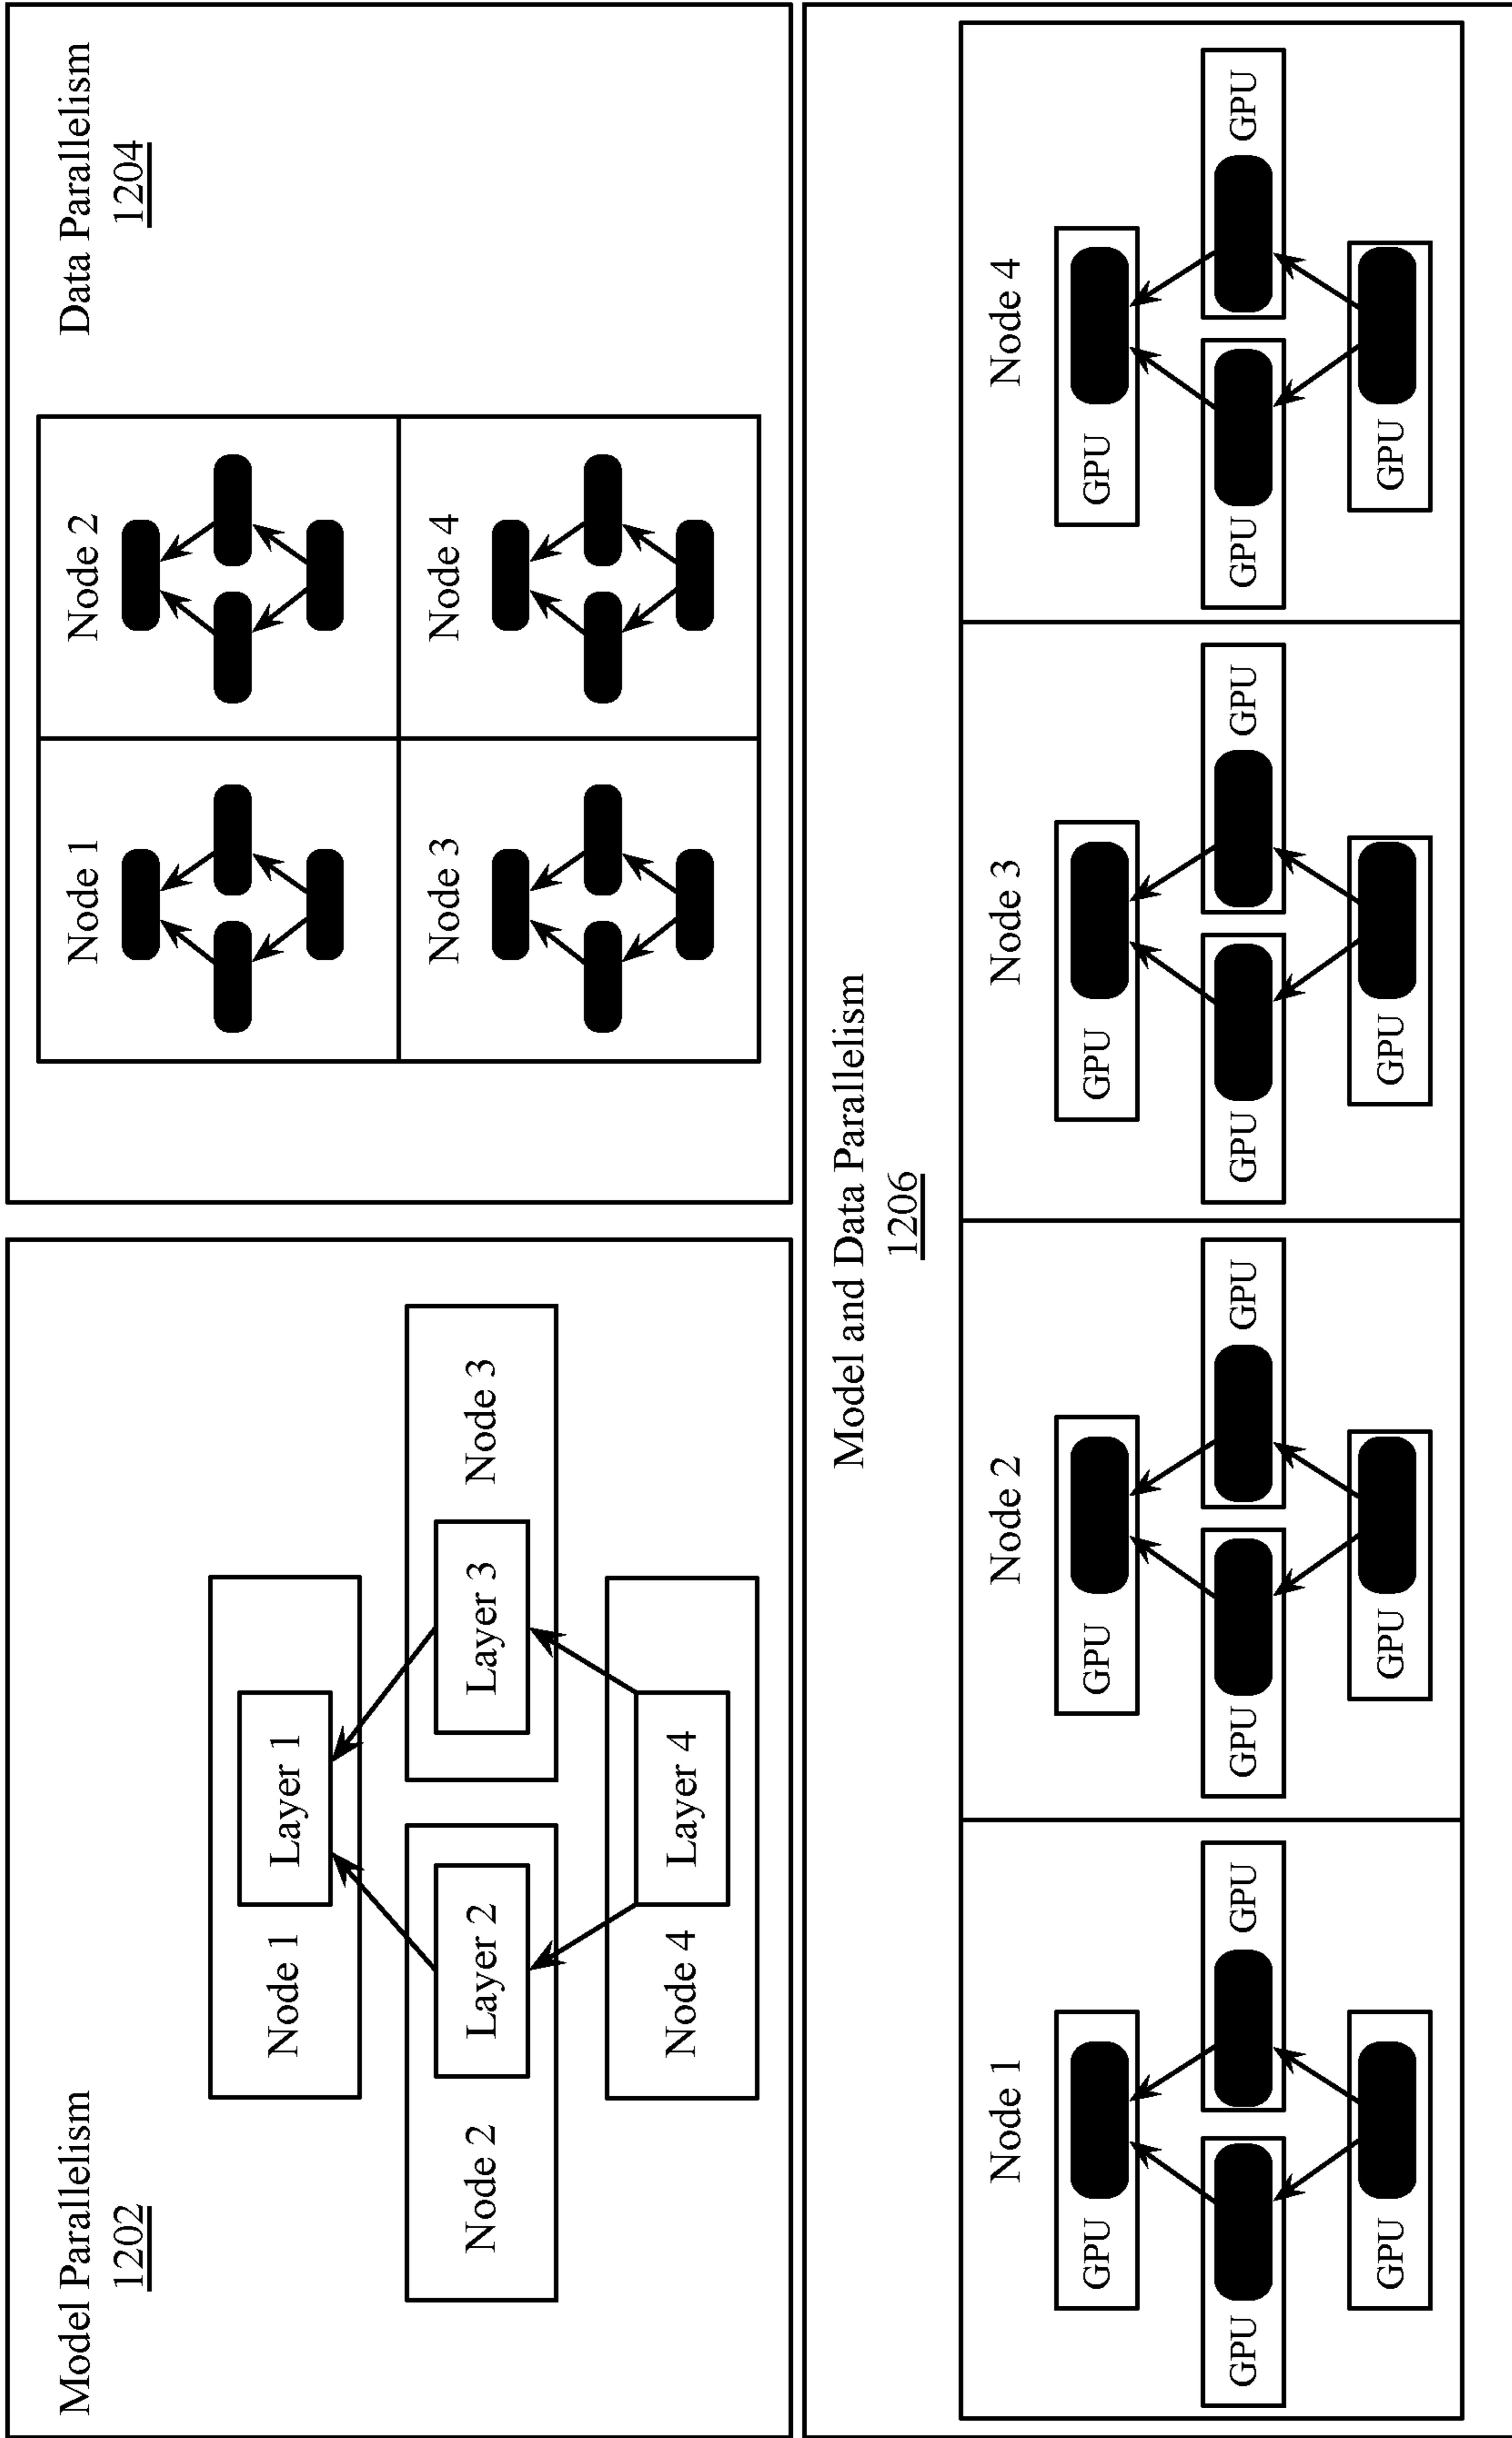 Model Parallelism
1202
Node 1
Layer 1
Node 2
Layer 2
Layer 3
Node 3
Node 4
Layer 4
Data Parallelism
1204
Node 1
Node 2
Node 3
Node 4
Model and Data Parallelism
1206
Node 1
GPU
GPU
GPU
GPU
Node 2
GPU
GPU
GPU
GPU
Node 3
GPU
GPU
GPU
GPU
Node 4
GPU
GPU
GPU
GPU